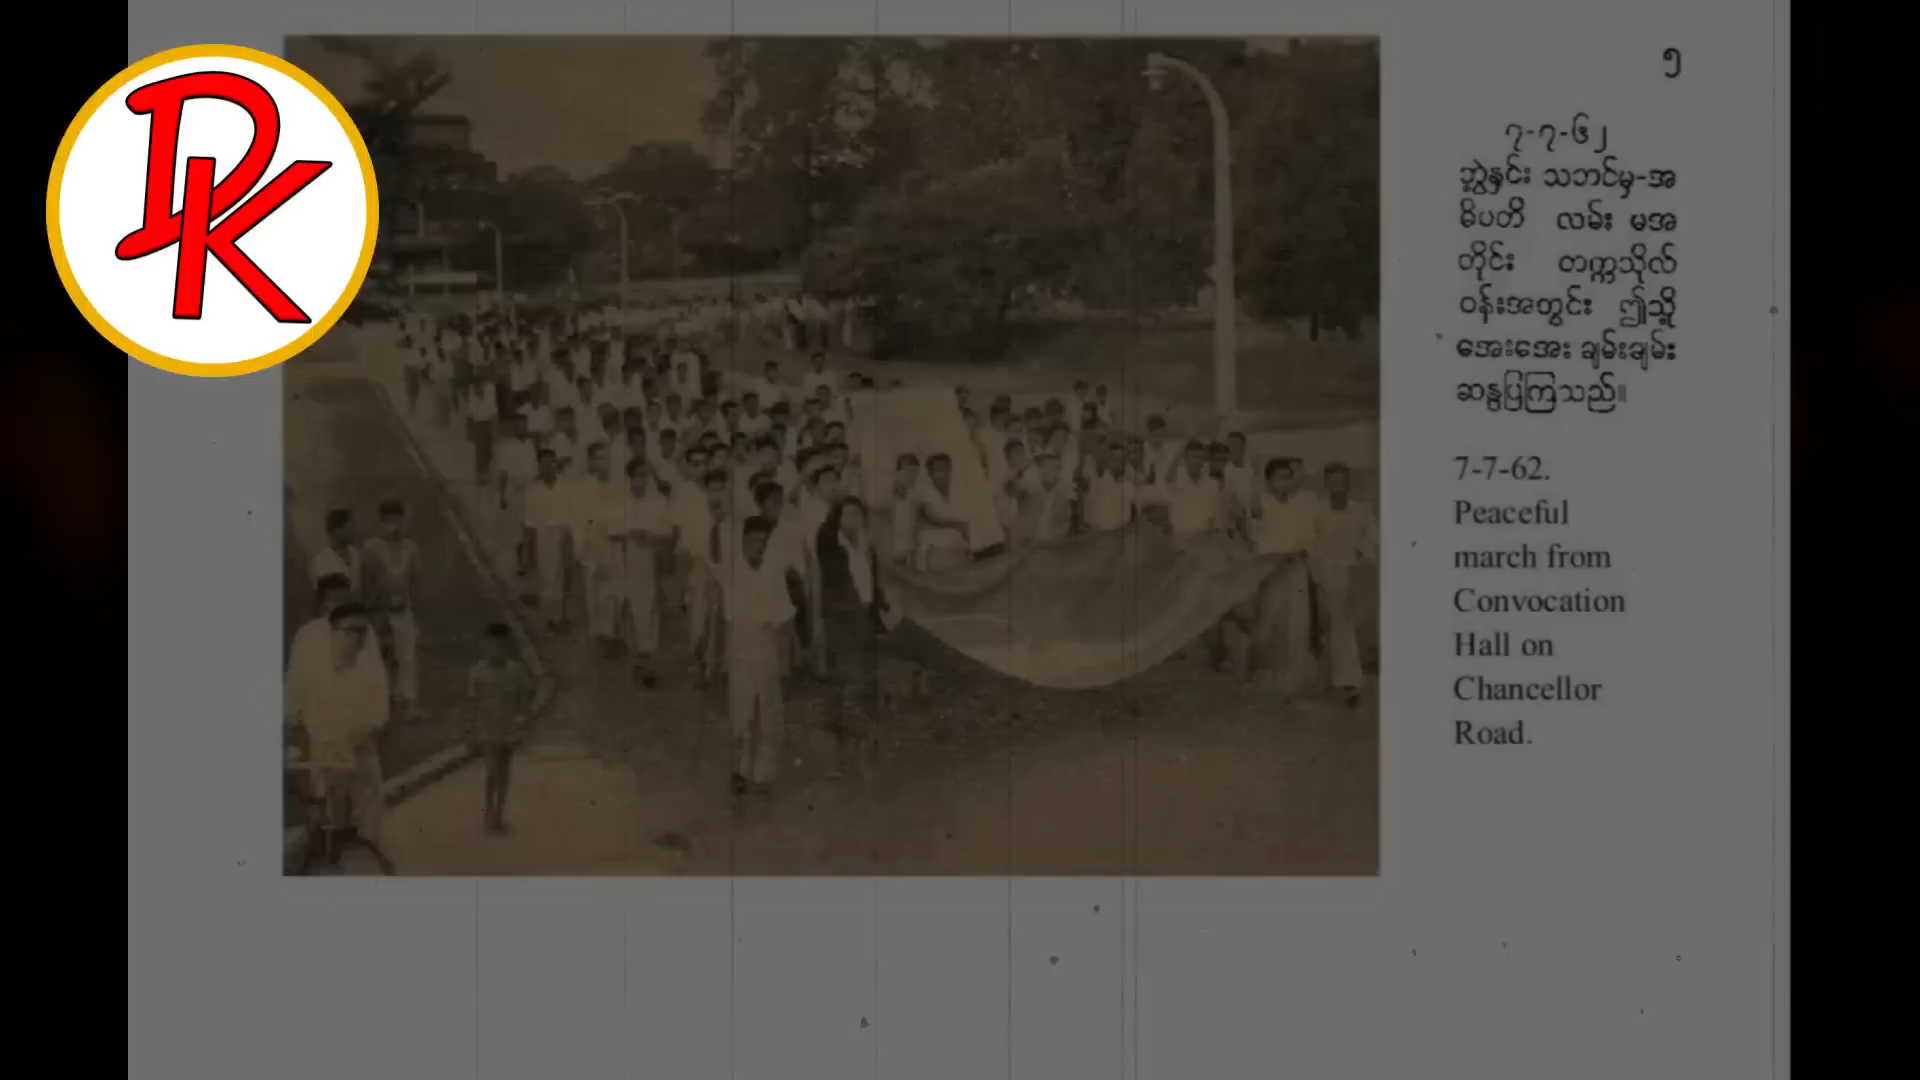 DK
၅
၇-၇-၆၂
ဘွဲ့နှင်း သဘင်မှ-အ
ဓိပတိ လမ်း မအ
တိုင်း တက္ကသိုလ်
ဝန်းအတွင်း ဤသို့
အေးအေး ချမ်းချမ်း
ဆန္ဒပြကြသည်။
7-7-62.
Peaceful
march from
Convocation
Hall on
Chancellor
Road.